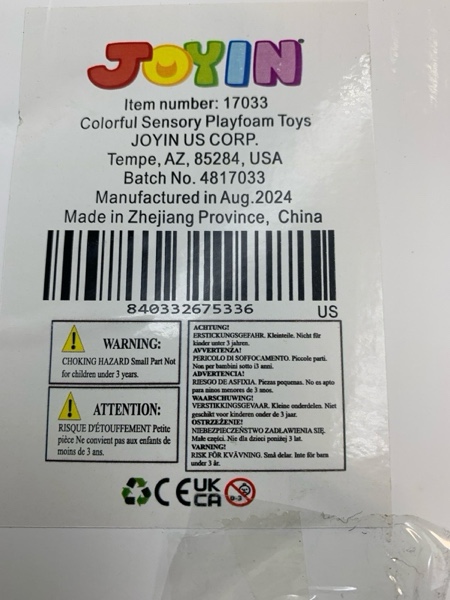 JOYIN
Item number: 17033
Colorful Sensory Playfoam Toys
JOYIN US CORP.
Tempe, AZ, 85284, USA
Batch No. 4817033
Manufactured in Aug.2024
Made in Zhejiang Province, China
840332675336
US
WARNING:
CHOKING HAZARD Small Part Not
for children under 3 years.
ATTENTION:
RISQUE D'ÉTOUFFEMENT Petite
pièce Ne convient pas aux enfants de
moins de 3 ans.
ACHTUNG!
ERSTICKUNGSGEFAHR. Kleinteile. Nicht für
kinder unter 3 jahren.
AVVERTENZA!
PERICOLO DI SOFFOCAMENTO. Piccole parti.
Non per bambini sotto i3 anni.
ADVERTENCIA!
RIESGO DE ASFIXIA. Piezas pequenas. No es apto
para ninos menores de 3 anos.
WAARSCHUWING!
VERSTIKKINGSGEVAAR. Kleine onderdelen. Niet
geschikt voor kinderen onder de 3 jaar.
OSTRZEŻENIE!
NIEBEZPIECZEŃSTWO ZADŁAWIENIA SIĘ.
Małe części. Nie dla dzieci poniżej 3 lat.
VARNING!
RISK FÖR KVÄVNING. Små delar. Inte för barn
under 3 år.
CE UK
CA
0-3